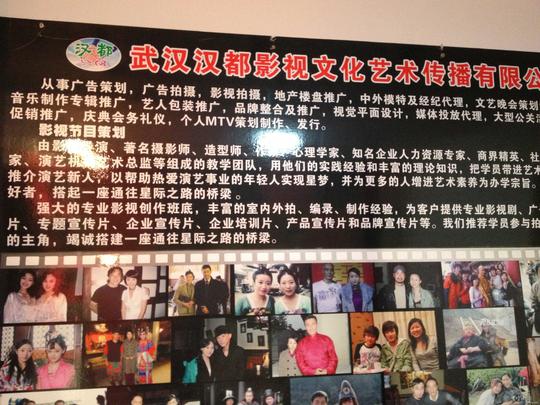 汉都
武汉汉都影视文化艺术传播有限公
从事广告策划，广告拍摄，影视拍摄，地产楼盘推广，中外模特及经纪代理，文艺晚会策划
音乐制作专辑推广，艺人包装推广，品牌整合及推广，视觉平面设计，媒体投放代理，大型公关活
促销推广，庆典会务礼仪，个人MTV策划制作、发行。
影视节目策划
由影 导演、著名摄影师、造型师、作 心理学家，知名企业人力资源专家、商界精英、社
家、演艺机 艺术总监等组成的教学团队，用他们的实践经验和丰富的理论知识，把学员带进艺术
推介演艺新人， 以帮助热爱演艺事业的年轻人实现星梦，并为更多的人增进艺术素养为办学宗旨。
好者，搭起一座通往星际之路的桥梁。
强大的专业影视创作班底，丰富的室内外拍、编录、制作经验，为客户提供专业影视剧、广
片、专题宣传片、企业宣传片、企业培训片、产品宣传片和品牌宣传片等。我们推荐学员参与拍
的主角，竭诚搭建一座通往星际之路的桥梁。